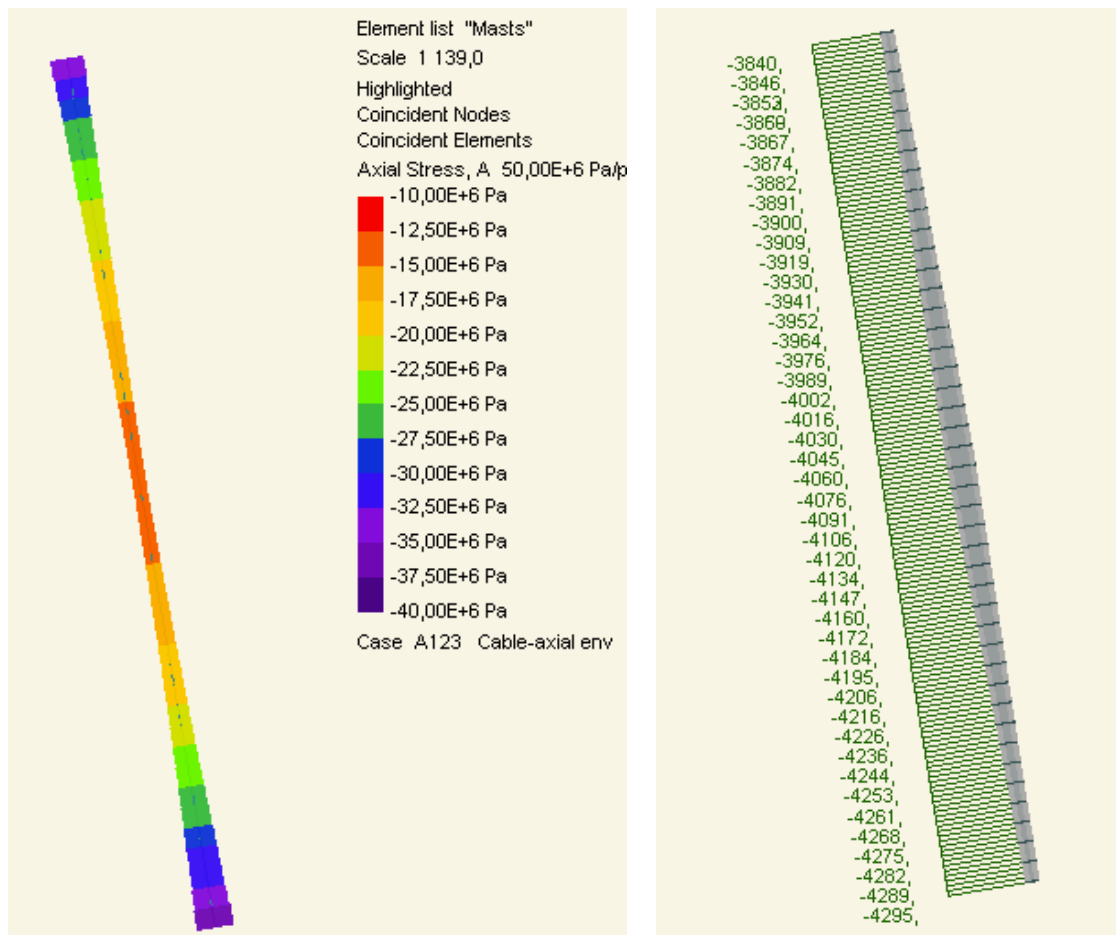 Element list "Masts"
Scale 1 139,0
Highlighted
Coincident Nodes
Coincident Elements
Axial Stress, A 50,00E+6 Pa/p
-10,00E+6 Pa
-12,50E+6 Pa
-15,00E+6 Pa
-17,50E+6 Pa
-20,00E+6 Pa
-22,50E+6 Pa
-25,00E+6 Pa
-27,50E+6 Pa
-30,00E+6 Pa
-32,50E+6 Pa
-35,00E+6 Pa
-37,50E+6 Pa
-40,00E+6 Pa
Case A123 Cable-axial env
-3840,
-3846,
-3867,
-3874,
-3882,
-3891,
-3900,
-3909,
-3919,
-3930,
-3941,
-3952,
-3964,
-3976,
-3989,
-4002,
-4016,
-4030,
-4045,
-4060,
-4076,
-4091,
-4106,
-4120,
-4134,
-4147,
-4160,
-4172,
-4184,
-4195,
-4206,
-4216,
-4226,
-4236,
-4244,
-4253,
-4261,
-4268,
-4275,
-4282,
-4289,
-4295,